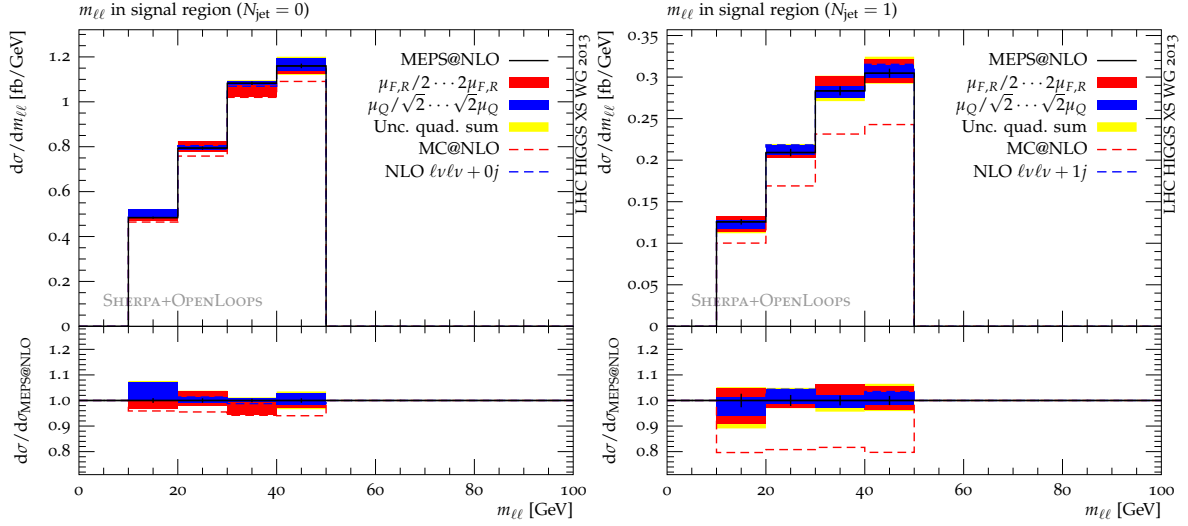 m_ℓℓ in signal region (N_jet = 0)
dσ/dm_ℓℓ [fb/GeV]
1.2
1
0.8
0.6
0.4
0.2
0
MEPS@NLO
μ_F,R/2···2μ_F,R
μ_Q/√2···√2μ_Q
Unc. quad. sum
MC@NLO
NLO ℓνℓν + 0j
LHC HIGGS XS WG 2013
SHERPA+OPENLOOPS
dσ/dσ_MEPS@NLO
1.2
1.1
1.0
0.9
0.8
0 20 40 60 80 100
m_ℓℓ [GeV]
m_ℓℓ in signal region (N_jet = 1)
dσ/dm_ℓℓ [fb/GeV]
0.35
0.3
0.25
0.2
0.15
0.1
0.05
0
MEPS@NLO
μ_F,R/2···2μ_F,R
μ_Q/√2···√2μ_Q
Unc. quad. sum
MC@NLO
NLO ℓνℓν + 1j
LHC HIGGS XS WG 2013
SHERPA+OPENLOOPS
dσ/dσ_MEPS@NLO
1.2
1.1
1.0
0.9
0.8
0 20 40 60 80 100
m_ℓℓ [GeV]